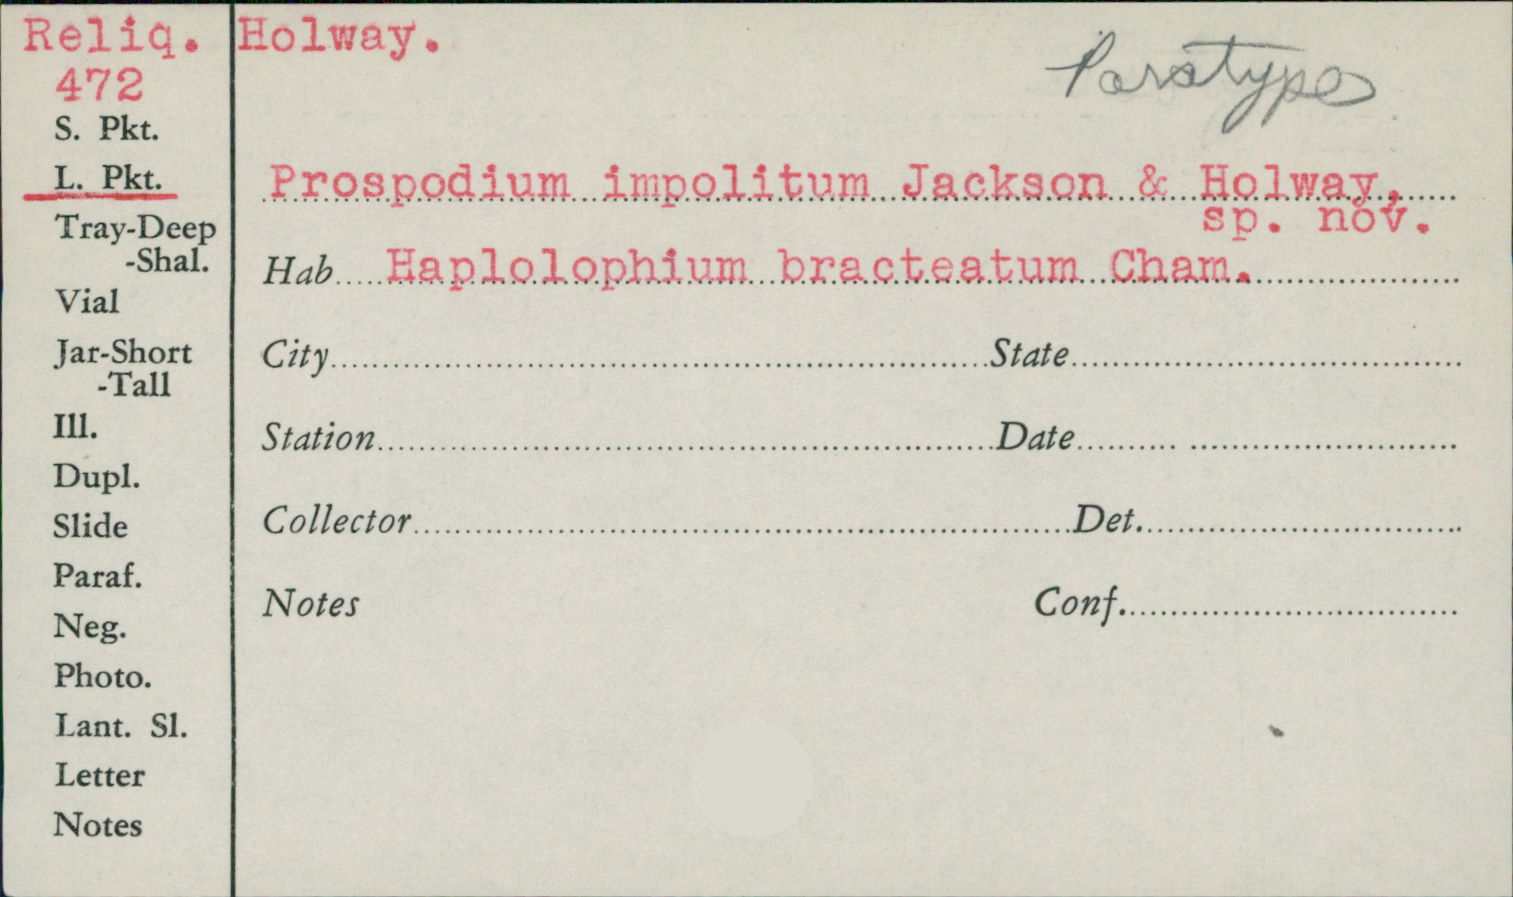 Reliq. Holway.
472
Paratype
S. Pkt.
L. Pkt.
Prospodium impolitum Jackson & Holway,
sp. nov.
Tray-Deep
-Shal.
Hab Haplolophium bracteatum Cham.
Vial
Jar-Short
-Tall
City State
Ill.
Station Date
Dupl.
Slide
Collector Det.
Paraf.
Neg.
Notes Conf.
Photo.
Lant. Sl.
Letter
Notes